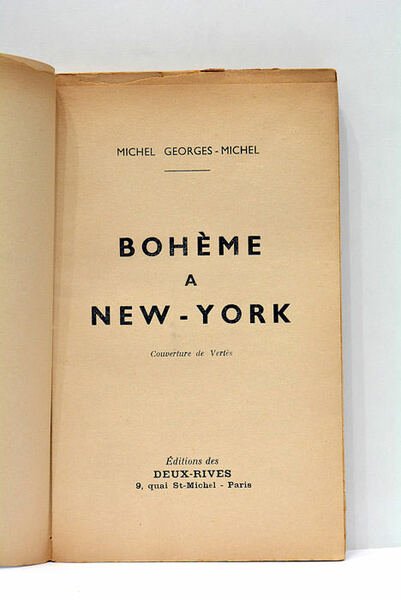 MICHEL GEORGES-MICHEL
BOHÈME
A
NEW-YORK
Couverture de Vertès
Éditions des
DEUX-RIVES
9, quai St-Michel - Paris